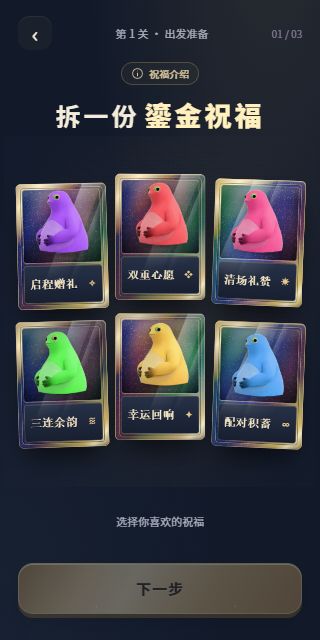 第 1 关 · 出发准备
01 / 03
祝福介绍
拆一份 鎏金祝福
启程赠礼
双重心愿
清场礼赞
三连余韵
幸运回响
配对积蓄
选择你喜欢的祝福
下一步